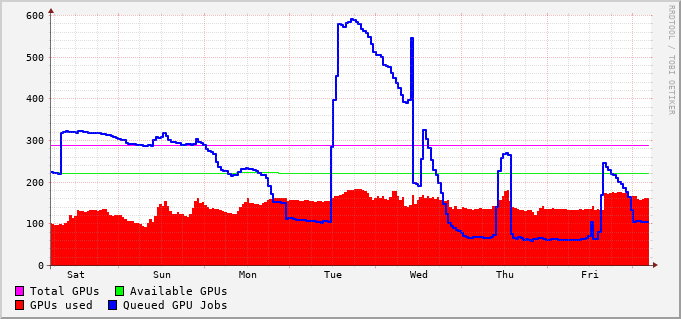 600
500
400
300
200
100
0
Sat Sun Mon Tue Wed Thu Fri
Total GPUs Available GPUs
GPUs used Queued GPU Jobs
RRDTOOL / TOBI OETIKER